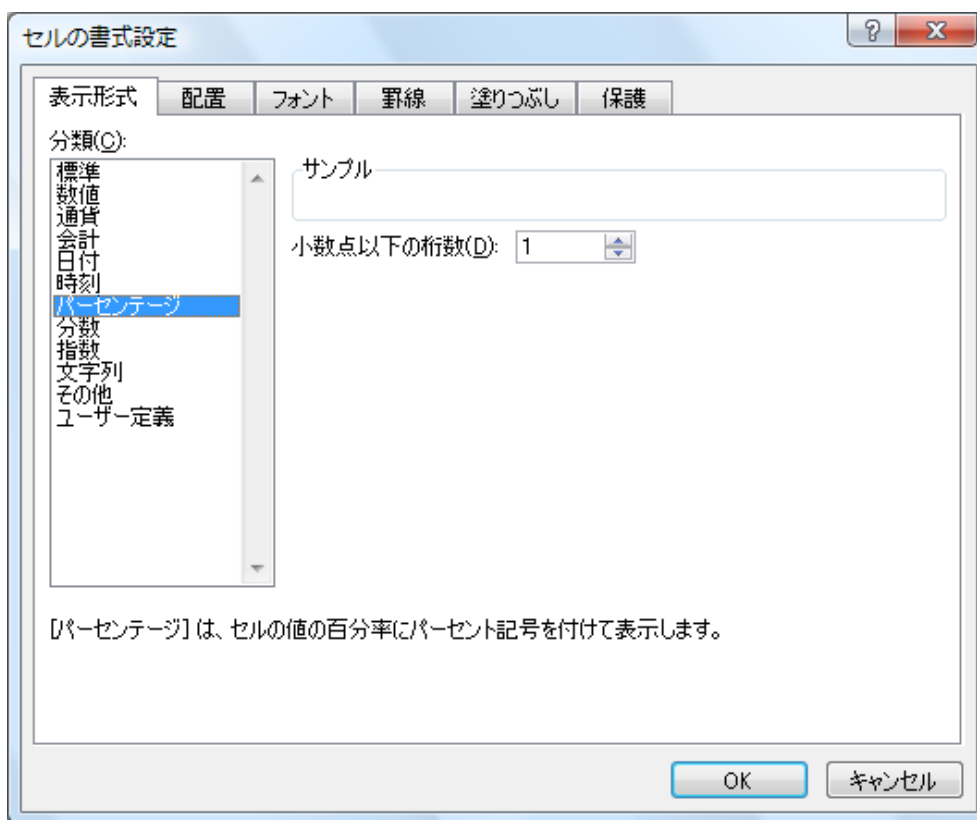 セルの書式設定
表示形式 配置 フォント 罫線 塗りつぶし 保護
分類(C):
標準
数値
通貨
会計
日付
時刻
パーセンテージ
分数
指数
文字列
その他
ユーザー定義
サンプル
小数点以下の桁数(D): 1
[パーセンテージ] は、セルの値の百分率にパーセント記号を付けて表示します。
OK キャンセル